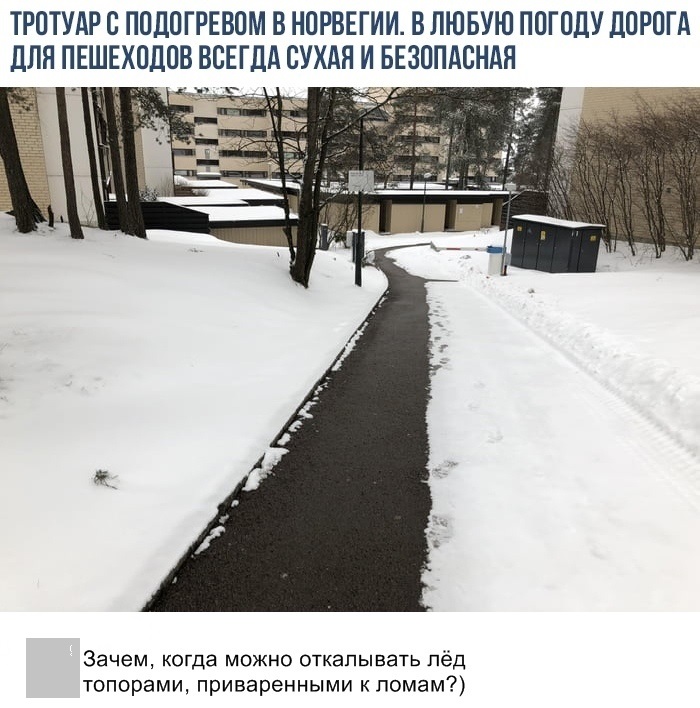 ТРОТУАР С ПОДОГРЕВОМ В НОРВЕГИИ. В ЛЮБУЮ ПОГОДУ ДОРОГА
ДЛЯ ПЕШЕХОДОВ ВСЕГДА СУХАЯ И БЕЗОПАСНАЯ
Зачем, когда можно откалывать лёд
топорами, приваренными к ломам?)